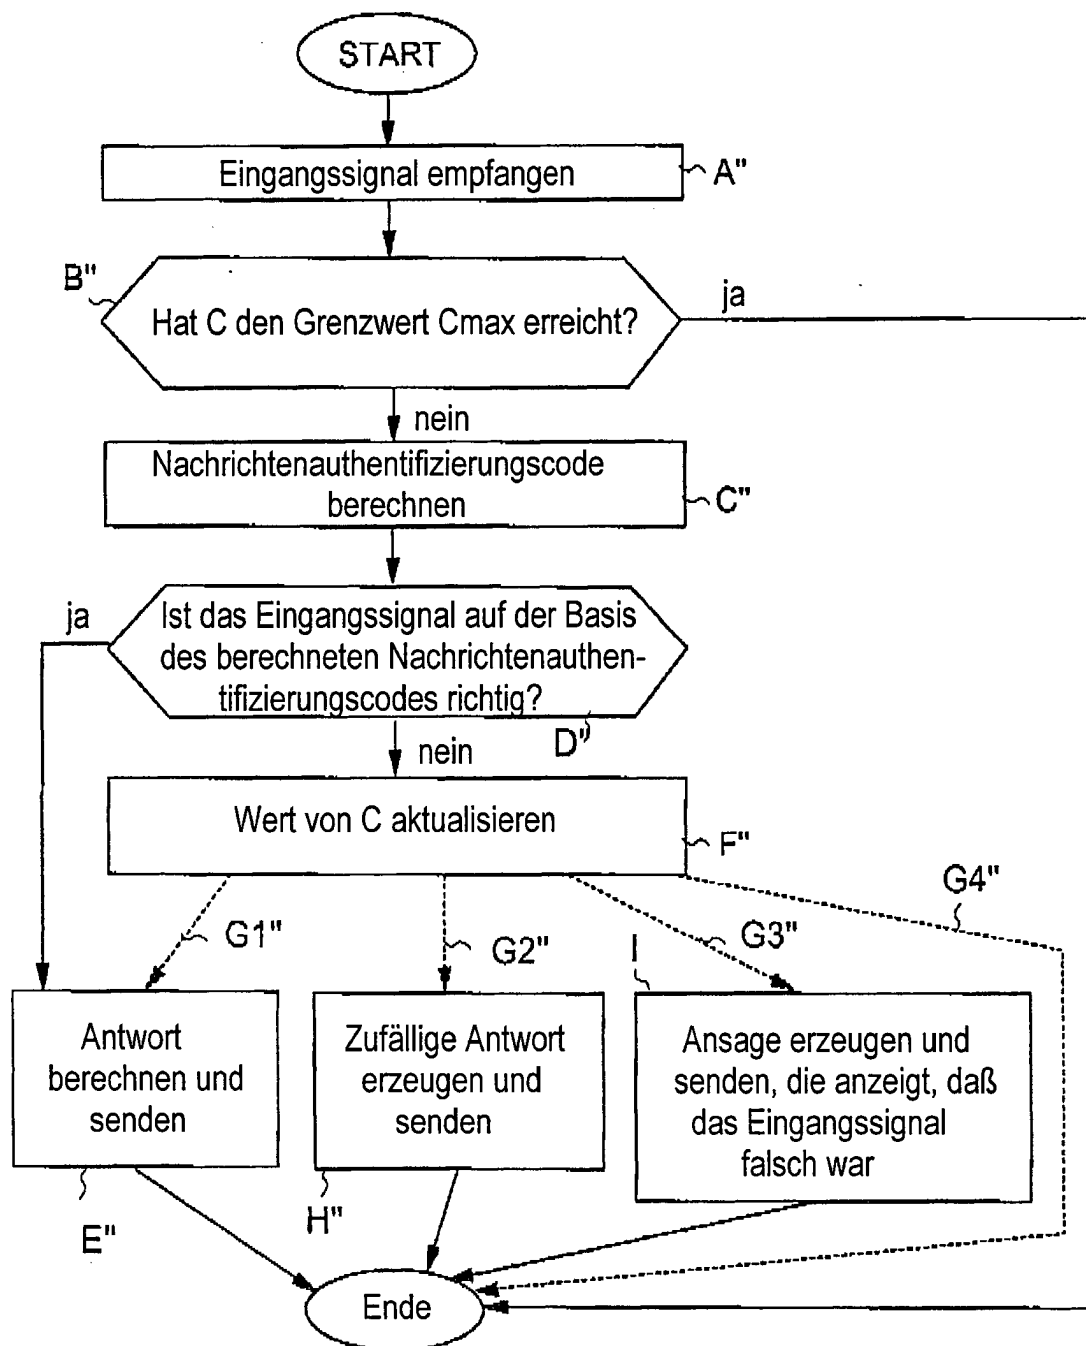 START
Eingangssignal empfangen
A"
B"
Hat C den Grenzwert Cmax erreicht?
ja
nein
Nachrichtenauthentifizierungscode
berechnen
C"
ja
Ist das Eingangssignal auf der Basis
des berechneten Nachrichtenauthen-
tifizierungscodes richtig?
D"
nein
Wert von C aktualisieren
F"
G1"
G2"
G3"
G4"
I
Antwort
berechnen und
senden
Zufällige Antwort
erzeugen und
senden
Ansage erzeugen und
senden, die anzeigt, daß
das Eingangssignal
falsch war
E"
H"
Ende